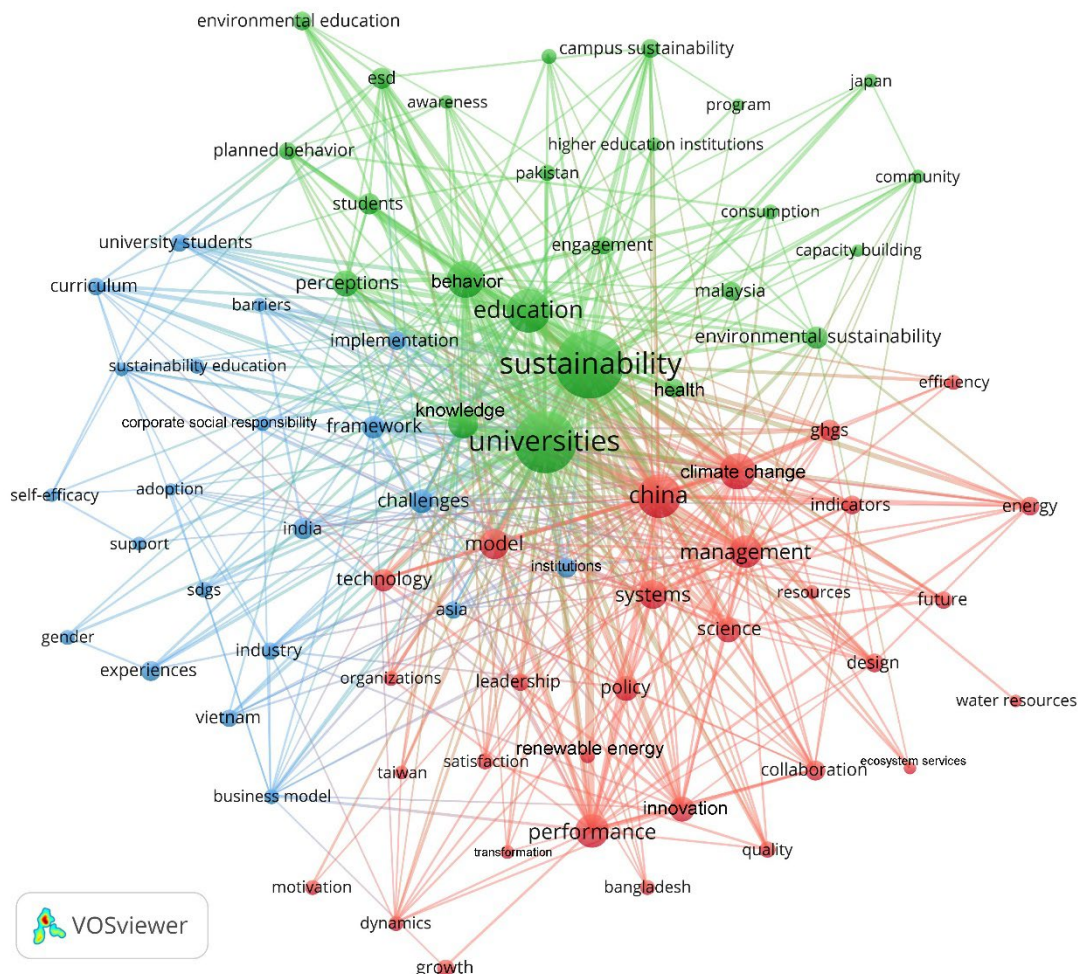 environmental education
campus sustainability
esd
japan
awareness
program
planned behavior
higher education institutions
pakistan
community
students
consumption
university students
engagement
capacity building
curriculum
perceptions
behavior
malaysia
barriers
education
implementation
environmental sustainability
sustainability education
sustainability
efficiency
health
knowledge
corporate social responsibility
framework
universities
ghgs
climate change
self-efficacy
adoption
challenges
china
indicators
energy
india
support
model
management
technology
institutions
sdgs
systems
resources
future
asia
gender
science
experiences
industry
organizations
leadership
policy
design
water resources
vietnam
renewable energy
satisfaction
ecosystem services
taiwan
collaboration
business model
innovation
performance
transformation
quality
motivation
bangladesh
dynamics
VOSviewer
growth